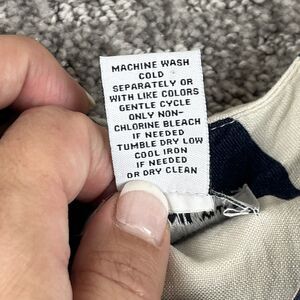 MACHINE WASH
COLD
SEPARATELY OR
WITH LIKE COLORS
GENTLE CYCLE
ONLY NON-
CHLORINE BLEACH
IF NEEDED
TUMBLE DRY LOW
COOL IRON
IF NEEDED
OR DRY CLEAN